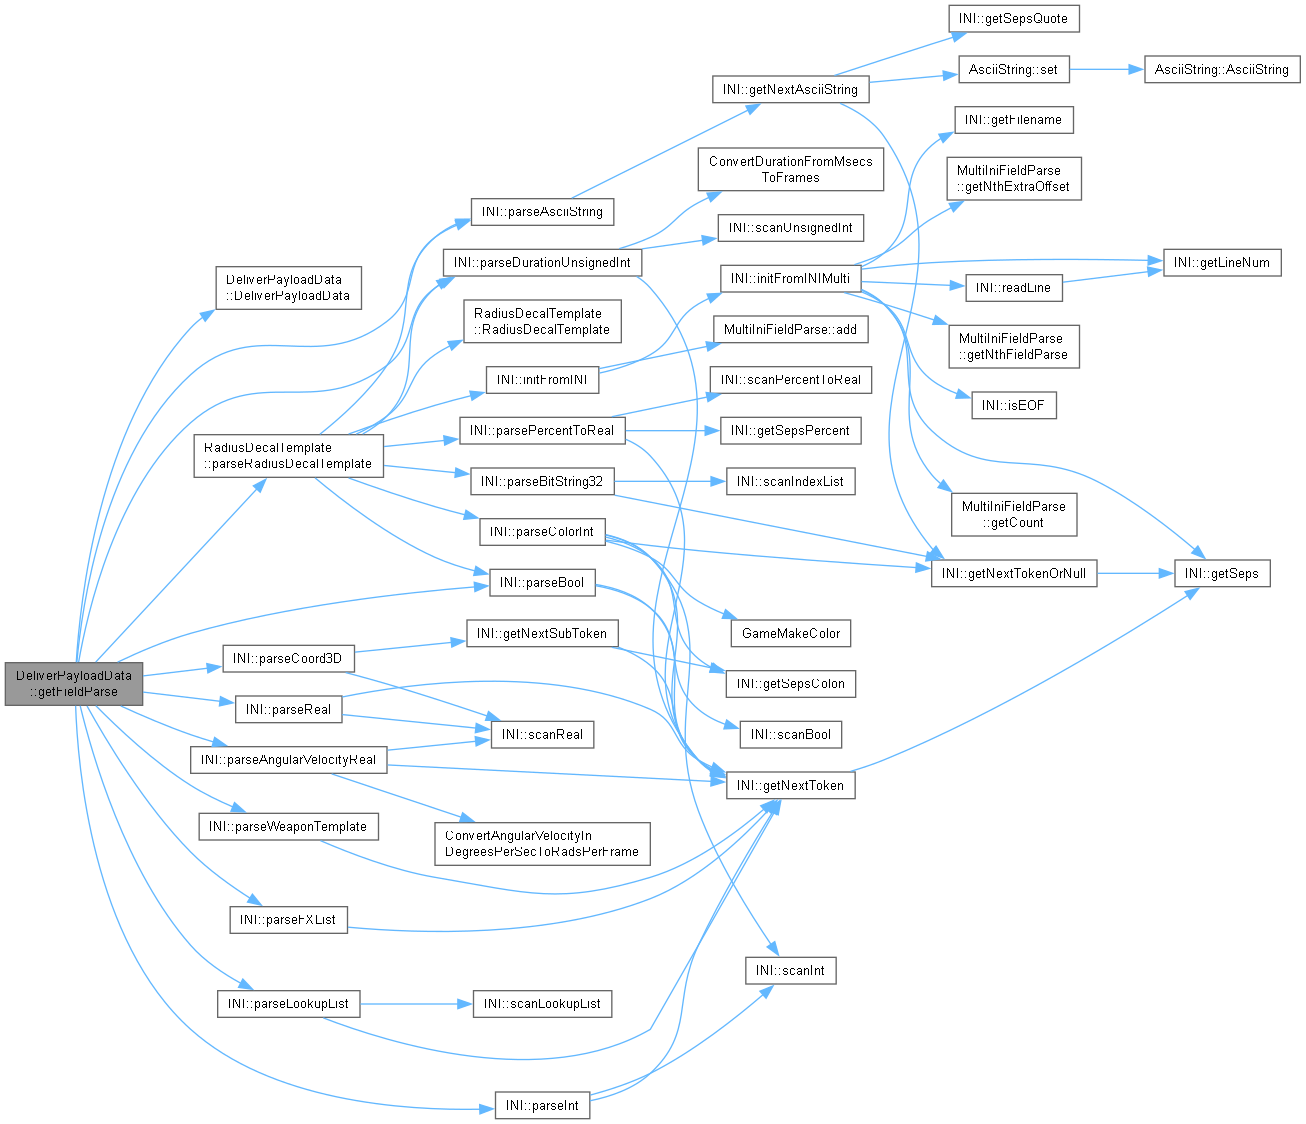 INI::getSepsQuote
AsciiString::set
AsciiString::AsciiString
INI::getNextAsciiString
INI::getFilename
ConvertDurationFromMsecs
ToFrames
MultiIniFieldParse
::getNthExtraOffset
INI::parseAsciiString
INI::scanUnsignedInt
INI::parseDurationUnsignedInt
INI::getLineNum
DeliverPayloadData
::DeliverPayloadData
INI::initFromINIMulti
INI::readLine
RadiusDecalTemplate
::RadiusDecalTemplate
MultiIniFieldParse::add
MultiIniFieldParse
::getNthFieldParse
INI::initFromINI
INI::scanPercentToReal
INI::isEOF
INI::parsePercentToReal
INI::getSepsPercent
RadiusDecalTemplate
::parseRadiusDecalTemplate
INI::parseBitString32
INI::scanIndexList
MultiIniFieldParse
::getCount
INI::parseColorInt
INI::getNextTokenOrNull
INI::getSeps
INI::parseBool
INI::getNextSubToken
GameMakeColor
INI::parseCoord3D
DeliverPayloadData
::getFieldParse
INI::getSepsColon
INI::parseReal
INI::scanReal
INI::scanBool
INI::parseAngularVelocityReal
INI::getNextToken
INI::parseWeaponTemplate
ConvertAngularVelocityIn
DegreesPerSecToRadsPerFrame
INI::parseFXList
INI::scanInt
INI::parseLookupList
INI::scanLookupList
INI::parseInt